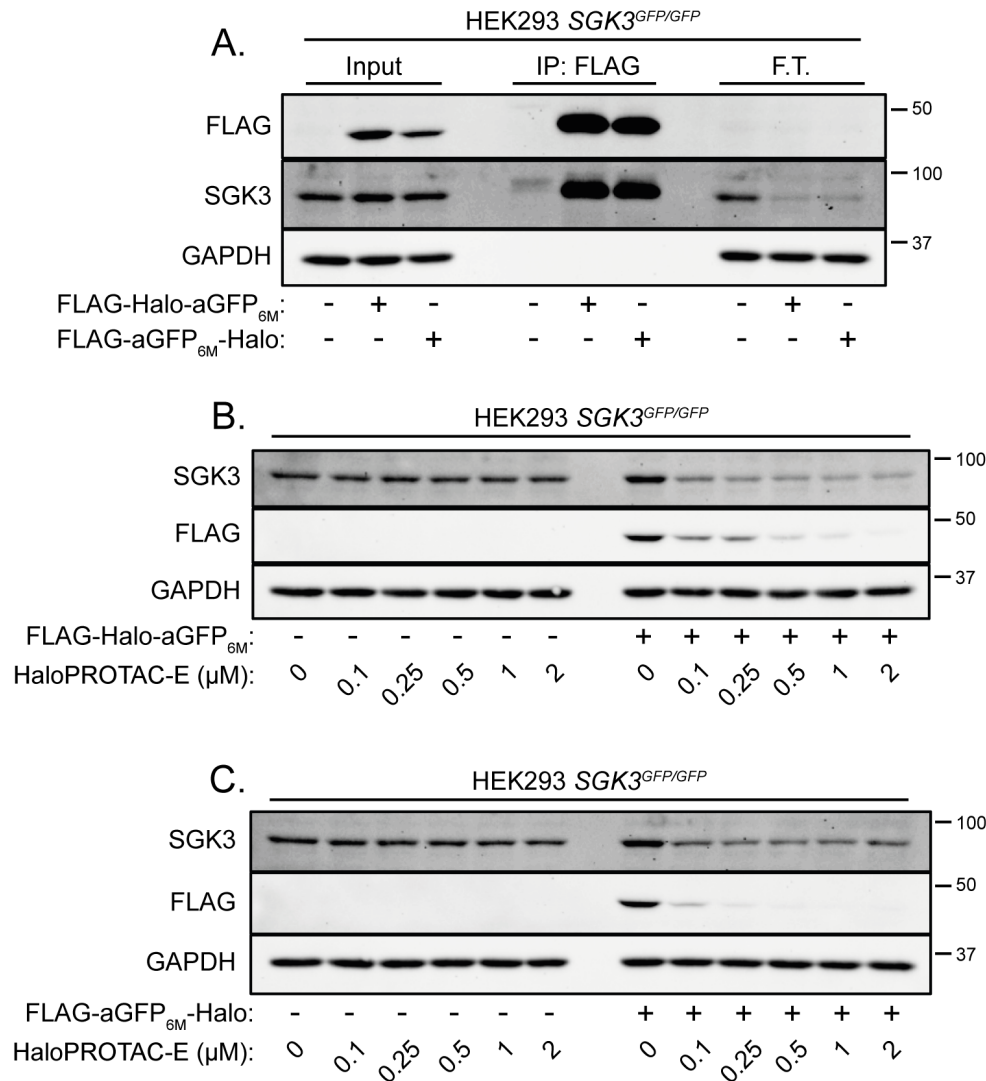 A.
HEK293 SGK3GFP/GFP
Input IP: FLAG F.T.
FLAG 50
SGK3 100
GAPDH 37
FLAG-Halo-aGFP6M: - + - - + - - + -
FLAG-aGFP6M-Halo: - - + - - + - - +
B.
HEK293 SGK3GFP/GFP
SGK3 100
FLAG 50
GAPDH 37
FLAG-Halo-aGFP6M: - - - - - - + + + + + +
HaloPROTAC-E (µM): 0 0.1 0.25 0.5 1 2 0 0.1 0.25 0.5 1 2
C.
HEK293 SGK3GFP/GFP
SGK3 100
FLAG 50
GAPDH 37
FLAG-aGFP6M-Halo: - - - - - - + + + + + +
HaloPROTAC-E (µM): 0 0.1 0.25 0.5 1 2 0 0.1 0.25 0.5 1 2